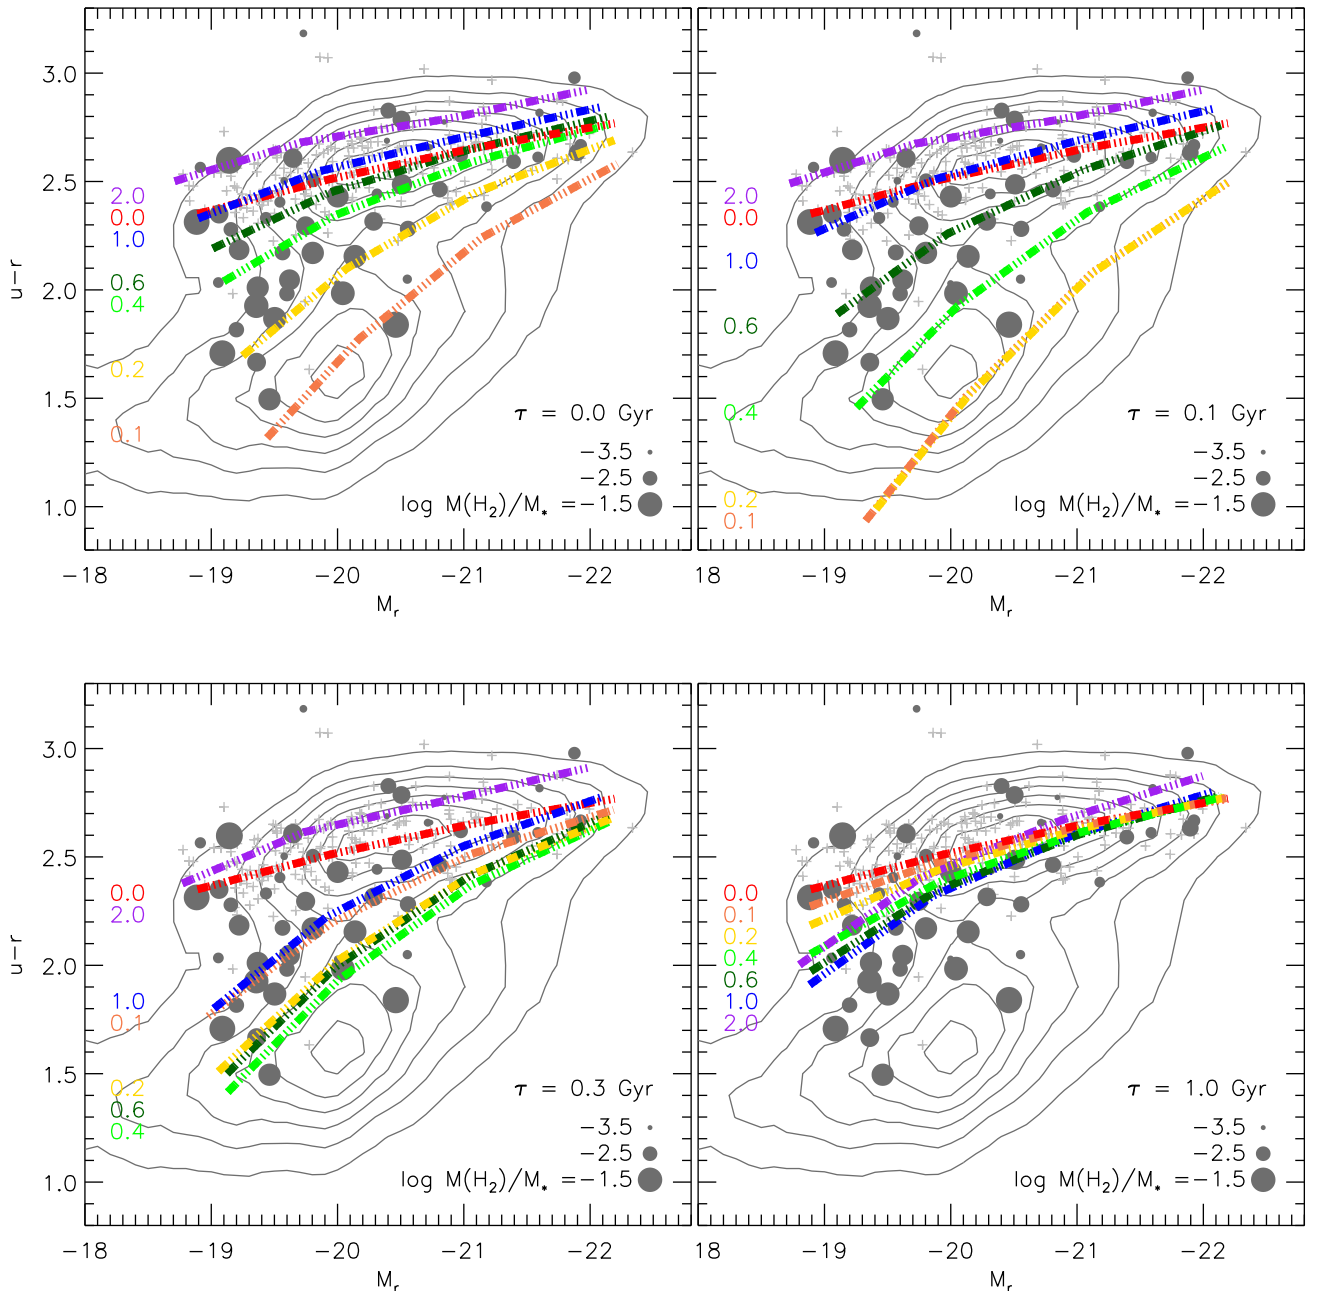 3.0
2.5
2.0
1.5
1.0
u−r
2.0
0.0
1.0
0.6
0.4
0.2
0.1
τ = 0.0 Gyr
−3.5
−2.5
log M(H₂)/M* =−1.5
−18 −19 −20 −21 −22
Mᵣ
2.0
0.0
1.0
0.6
0.4
0.2
0.1
τ = 0.1 Gyr
−3.5
−2.5
log M(H₂)/M* =−1.5
18 −19 −20 −21 −22
Mᵣ
3.0
2.5
2.0
1.5
1.0
u−r
0.0
2.0
1.0
0.1
0.2
0.6
0.4
τ = 0.3 Gyr
−3.5
−2.5
log M(H₂)/M* =−1.5
−18 −19 −20 −21 −22
Mᵣ
0.0
0.1
0.2
0.4
0.6
1.0
2.0
τ = 1.0 Gyr
−3.5
−2.5
log M(H₂)/M* =−1.5
18 −19 −20 −21 −22
Mᵣ